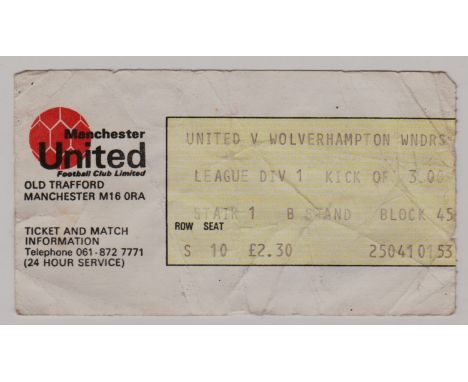 Manchester
United
Football Club Limited
OLD TRAFFORD
MANCHESTER M16 0RA
TICKET AND MATCH
INFORMATION
Telephone 061-872 7771
(24 HOUR SERVICE)
UNITED V WOLVERHAMPTON WNDRS
LEAGUE DIV 1 KICK OF 3.00
STAIR 1 B STAND BLOCK 45
ROW SEAT
S 10 £2.30 250410153